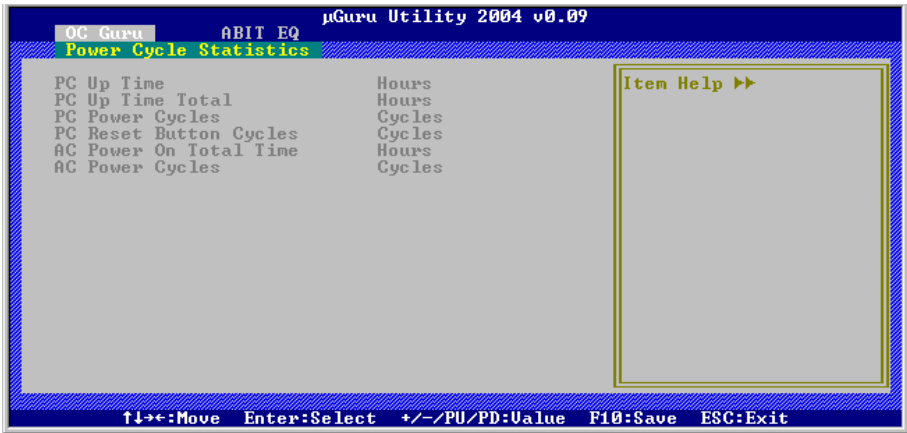 µGuru Utility 2004 v0.09
OC Guru ABIT EQ
Power Cycle Statistics
PC Up Time Hours
PC Up Time Total Hours
PC Power Cycles Cycles
PC Reset Button Cycles Cycles
AC Power On Total Time Hours
AC Power Cycles Cycles
Item Help ▶▶
↑↓→←:Move Enter:Select +/-/PU/PD:Value F10:Save ESC:Exit